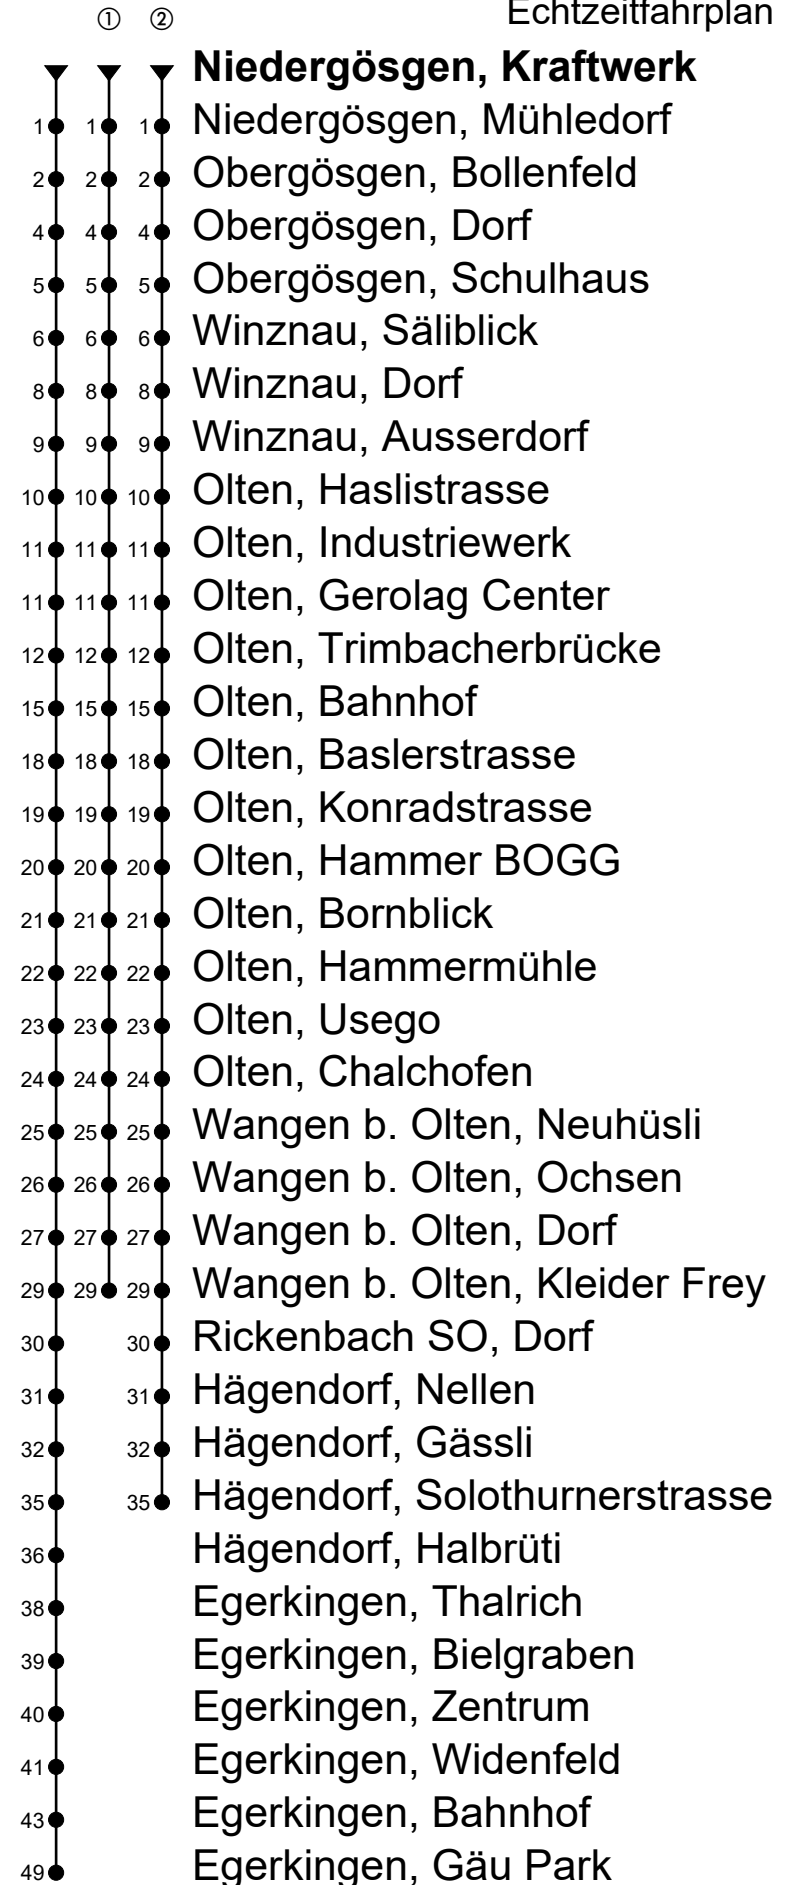 ① ② Echtzeitfahrplan
Niedergösgen, Kraftwerk
1 1 1 Niedergösgen, Mühledorf
2 2 2 Obergösgen, Bollenfeld
4 4 4 Obergösgen, Dorf
5 5 5 Obergösgen, Schulhaus
6 6 6 Winznau, Säliblick
8 8 8 Winznau, Dorf
9 9 9 Winznau, Ausserdorf
10 10 10 Olten, Haslistrasse
11 11 11 Olten, Industriewerk
11 11 11 Olten, Gerolag Center
12 12 12 Olten, Trimbacherbrücke
15 15 15 Olten, Bahnhof
18 18 18 Olten, Baslerstrasse
19 19 19 Olten, Konradstrasse
20 20 20 Olten, Hammer BOGG
21 21 21 Olten, Bornblick
22 22 22 Olten, Hammermühle
23 23 23 Olten, Usego
24 24 24 Olten, Chalchofen
25 25 25 Wangen b. Olten, Neuhüsli
26 26 26 Wangen b. Olten, Ochsen
27 27 27 Wangen b. Olten, Dorf
29 29 29 Wangen b. Olten, Kleider Frey
30 30 Rickenbach SO, Dorf
31 31 Hägendorf, Nellen
32 32 Hägendorf, Gässli
35 35 Hägendorf, Solothurnerstrasse
36 Hägendorf, Halbrüti
38 Egerkingen, Thalrich
39 Egerkingen, Bielgraben
40 Egerkingen, Zentrum
41 Egerkingen, Widenfeld
43 Egerkingen, Bahnhof
49 Egerkingen, Gäu Park